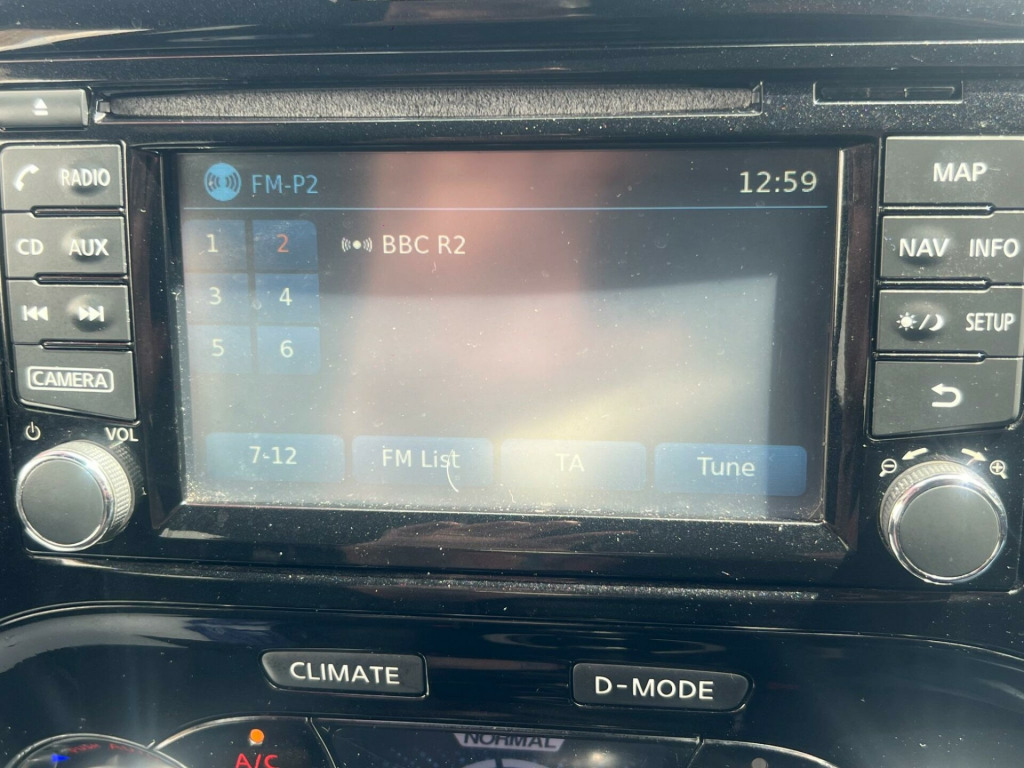 FM-P2 12:59
RADIO
MAP
1 2 BBC R2
CD AUX
NAV INFO
3 4
SETUP
5 6
CAMERA
VOL
7-12 FM List TA Tune
CLIMATE
D-MODE
NORMAL
A/C